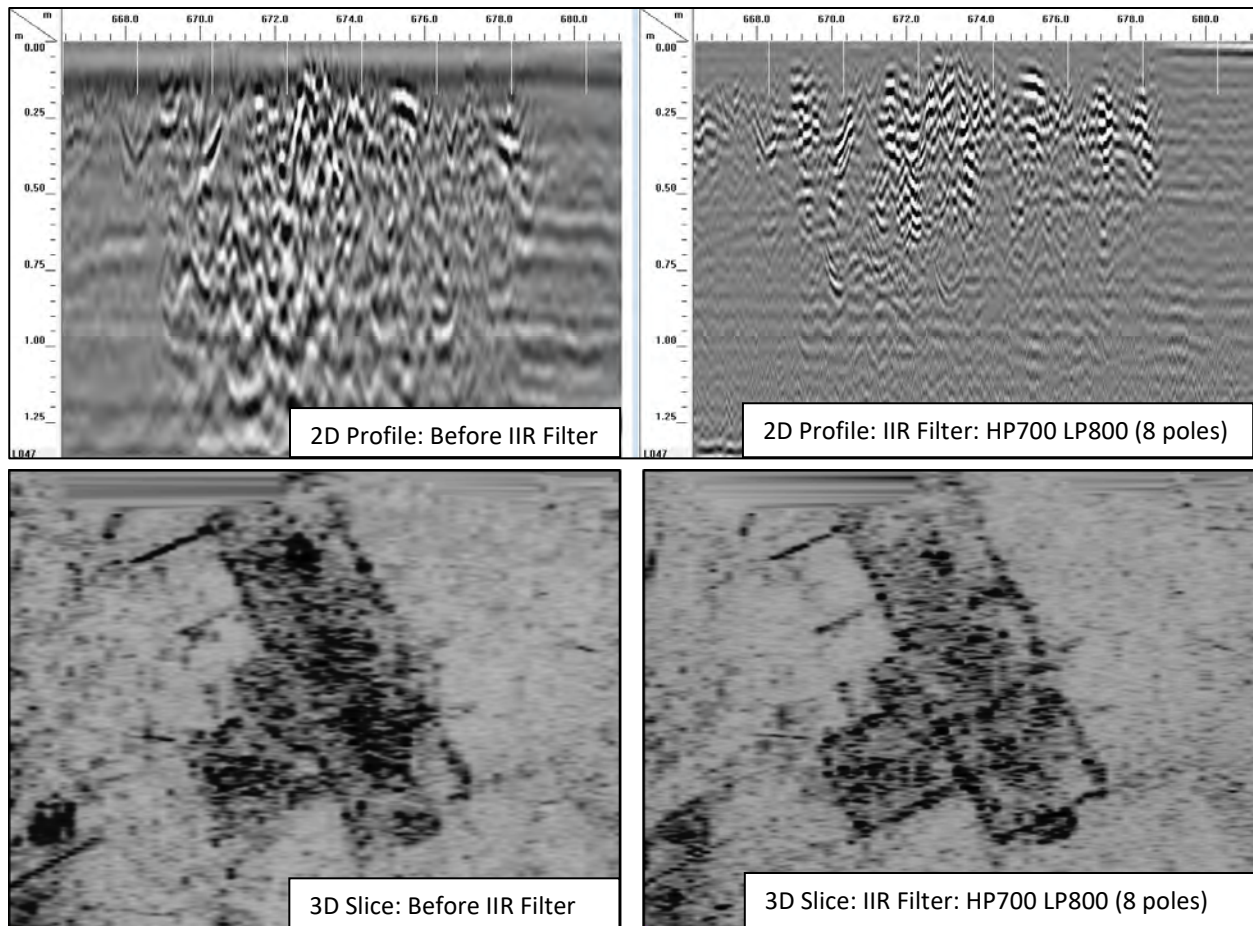 m 668.0 670.0 672.0 674.0 676.0 678.0 680.0
m
0.00
0.25
0.50
0.75
1.00
1.25
L047
2D Profile: Before IIR Filter
m 668.0 670.0 672.0 674.0 676.0 678.0 680.0
m
0.00
0.25
0.50
0.75
1.00
1.25
L047
2D Profile: IIR Filter: HP700 LP800 (8 poles)
3D Slice: Before IIR Filter
3D Slice: IIR Filter: HP700 LP800 (8 poles)